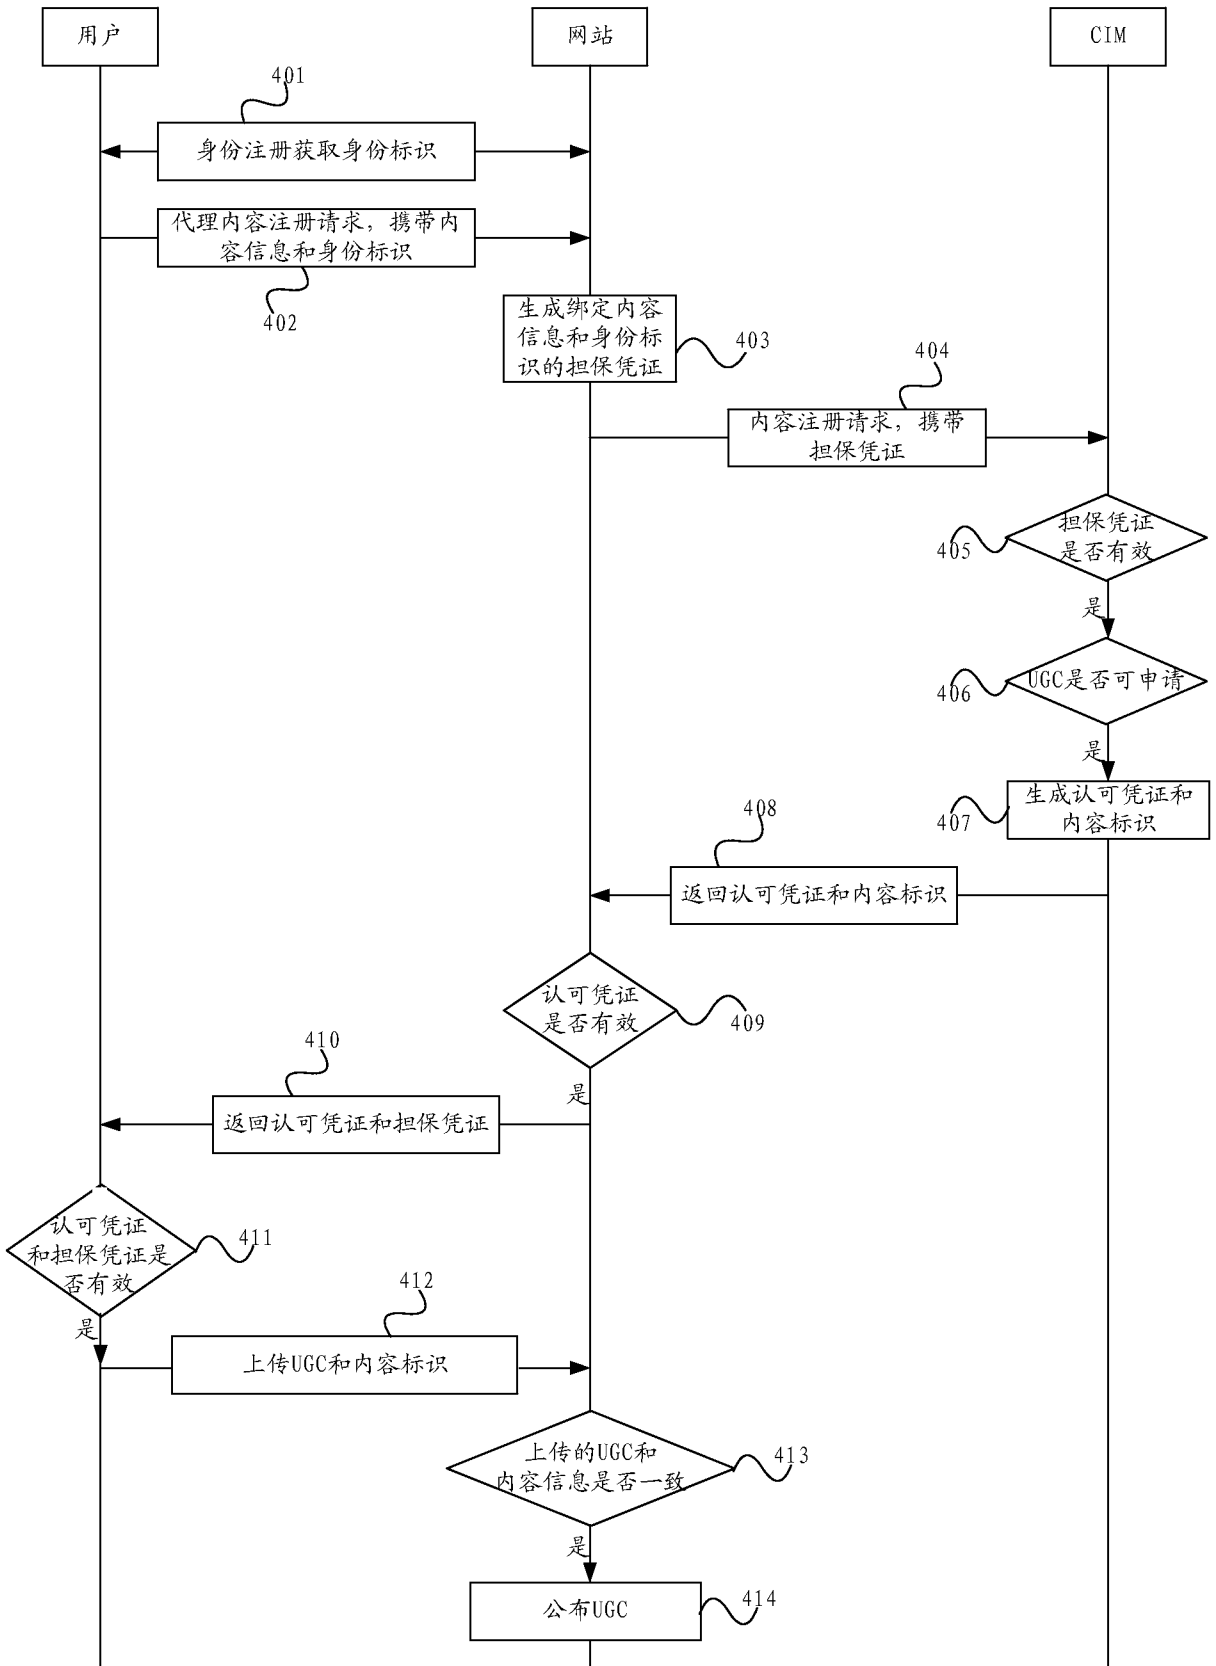 用户
网站
CIM
401
身份注册获取身份标识
代理内容注册请求，携带内
容信息和身份标识
402
生成绑定内容
信息和身份标
识的担保凭证
403
404
内容注册请求，携带
担保凭证
担保凭证
是否有效
405
是
UGC是否可申请
406
是
生成认可凭证和
内容标识
407
408
返回认可凭证和内容标识
认可凭证
是否有效
409
是
410
返回认可凭证和担保凭证
认可凭证
和担保凭证是
否有效
411
是
412
上传UGC和内容标识
上传的UGC和
内容信息是否一致
413
是
公布UGC
414